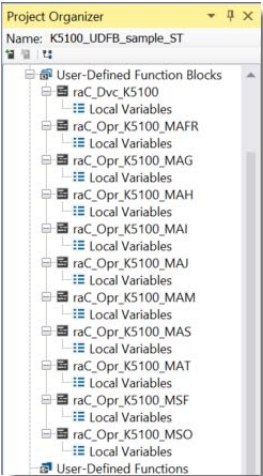 Project Organizer
Name: K5100_UDFB_sample_ST
User-Defined Function Blocks
raC_Dvc_K5100
Local Variables
raC_Opr_K5100_MAFR
Local Variables
raC_Opr_K5100_MAG
Local Variables
raC_Opr_K5100_MAH
Local Variables
raC_Opr_K5100_MAI
Local Variables
raC_Opr_K5100_MAJ
Local Variables
raC_Opr_K5100_MAM
Local Variables
raC_Opr_K5100_MAS
Local Variables
raC_Opr_K5100_MAT
Local Variables
raC_Opr_K5100_MSF
Local Variables
raC_Opr_K5100_MSO
Local Variables
User-Defined Functions